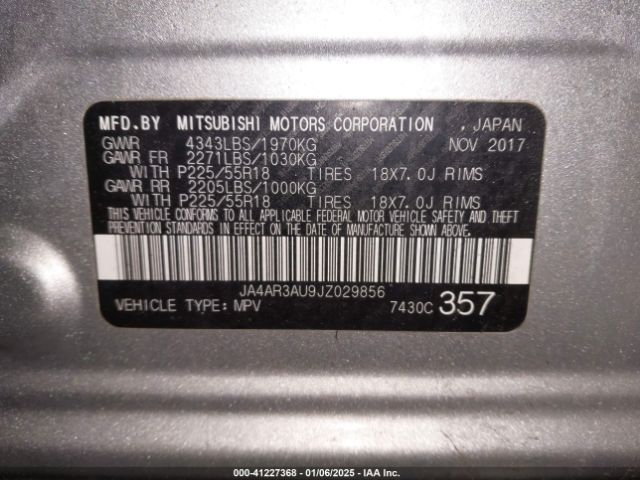 MFD.BY MITSUBISHI MOTORS CORPORATION , JAPAN
GVWR 4343LBS/1970KG NOV 2017
GAWR FR 2271LBS/1030KG
WITH P225/55R18 TIRES 18X7.0J RIMS
GAWR RR 2205LBS/1000KG
WITH P225/55R18 TIRES 18X7.0J RIMS
THIS VEHICLE CONFORMS TO ALL APPLICABLE FEDERAL MOTOR VEHICLE SAFETY AND THEFT
PREVENTION STANDARDS IN EFFECT ON THE DATE OF MANUFACTURE SHOWN ABOVE.
JA4AR3AU9JZ029856
VEHICLE TYPE: MPV 7430C 357
000-41227368 - 01/06/2025 - IAA Inc.